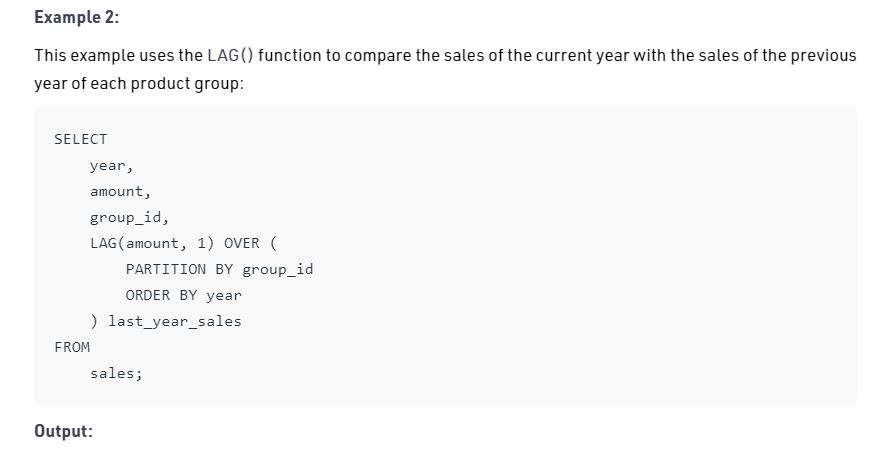 Example 2:
This example uses the LAG() function to compare the sales of the current year with the sales of the previous
year of each product group:
SELECT
    year,
    amount,
    group_id,
    LAG(amount, 1) OVER (
        PARTITION BY group_id
        ORDER BY year
    ) last_year_sales
FROM
    sales;
Output: